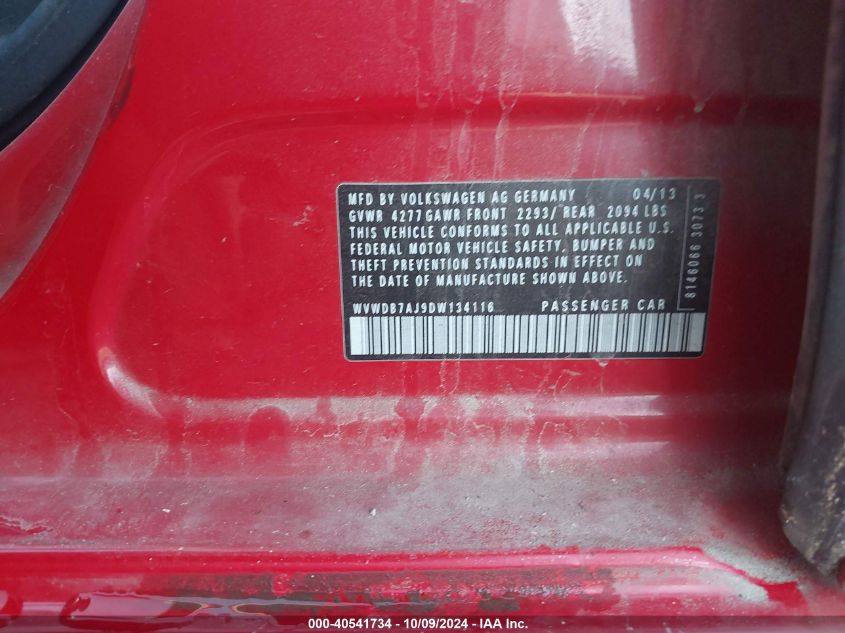 MFD BY VOLKSWAGEN AG GERMANY 04/13
GVWR 4277 GAWR FRONT 2293/ REAR 2094 LBS
THIS VEHICLE CONFORMS TO ALL APPLICABLE U.S.
FEDERAL MOTOR VEHICLE SAFETY, BUMPER AND
THEFT PREVENTION STANDARDS IN EFFECT ON
THE DATE OF MANUFACTURE SHOWN ABOVE.
WVWDB7AJ9DW134116 PASSENGER CAR
8146066 3073 3
000-40541734 - 10/09/2024 - IAA Inc.